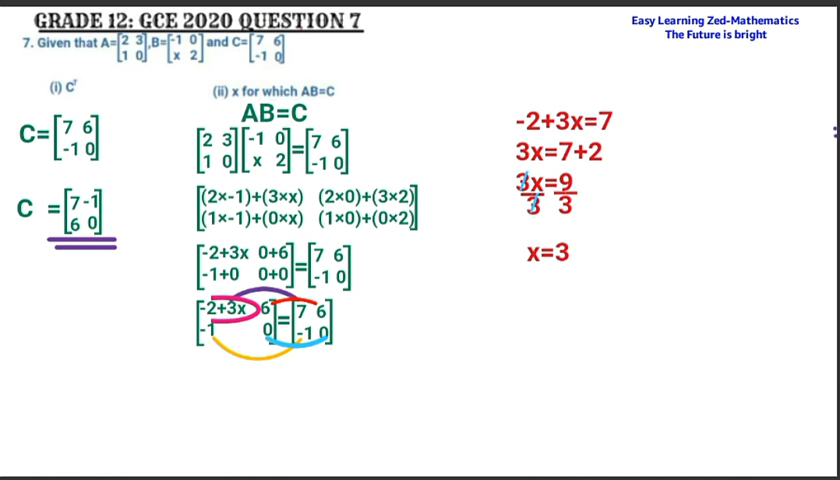 GRADE 12: GCE 2020 QUESTION 7
Easy Learning Zed-Mathematics
The Future is bright
7. Given that A=[2 3; 1 0], B=[-1 0; x 2] and C=[7 6; -1 0]
(i) Cᵀ
C=[7 6; -1 0]
C =[7 -1; 6 0]
(ii) x for which AB=C
AB=C
[2 3; 1 0][-1 0; x 2]=[7 6; -1 0]
[(2×-1)+(3×x) (2×0)+(3×2)
(1×-1)+(0×x) (1×0)+(0×2)]
[-2+3x 0+6; -1+0 0+0]=[7 6; -1 0]
[-2+3x 6; -1 0]=[7 6; -1 0]
-2+3x=7
3x=7+2
3x=9
3 3
x=3